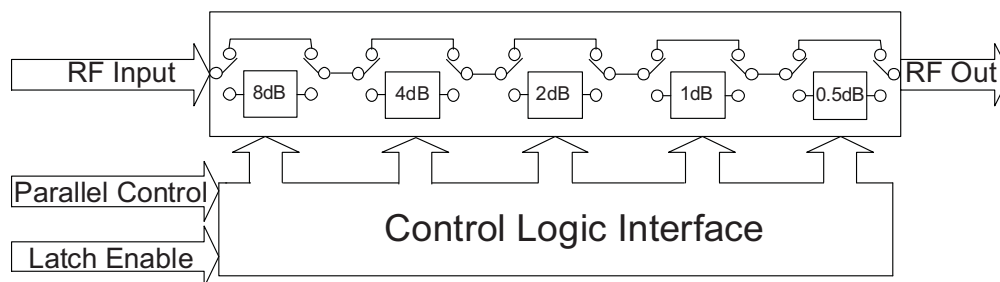 RF Input
8dB
4dB
2dB
1dB
0.5dB
RF Out
Parallel Control
Latch Enable
Control Logic Interface